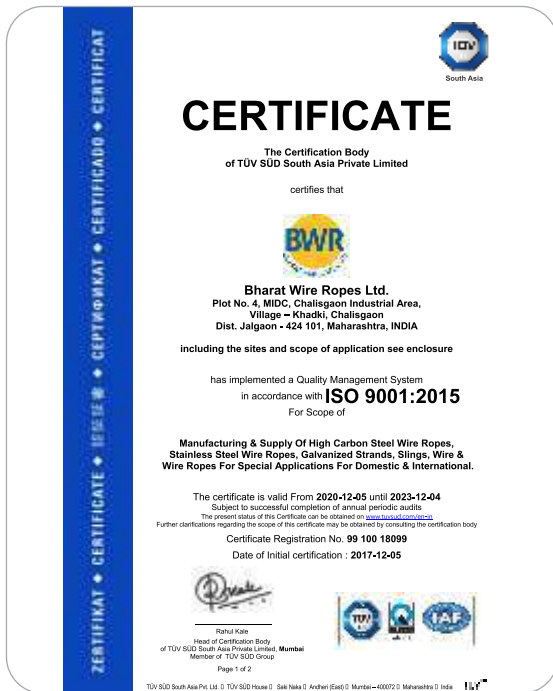 TÜV
South Asia
CERTIFICATE
The Certification Body
of TÜV SÜD South Asia Private Limited
certifies that
BWR
Bharat Wire Ropes Ltd.
Plot No. 4, MIDC, Chalisgaon Industrial Area,
Village – Khadki, Chalisgaon
Dist. Jalgaon - 424 101, Maharashtra, INDIA
including the sites and scope of application see enclosure
has implemented a Quality Management System
in accordance with ISO 9001:2015
For Scope of
Manufacturing & Supply Of High Carbon Steel Wire Ropes,
Stainless Steel Wire Ropes, Galvanized Strands, Slings, Wire &
Wire Ropes For Special Applications For Domestic & International.
The certificate is valid From 2020-12-05 until 2023-12-04
Subject to successful completion of annual periodic audits
The present status of this Certificate can be obtained on www.tuvsud.com/en-in
Further clarifications regarding the scope of this certificate may be obtained by consulting the certification body
Certificate Registration No. 99 100 18099
Date of Initial certification : 2017-12-05
Rahul Kale
Head of Certification Body
of TÜV SÜD South Asia Private Limited, Mumbai
Member of TÜV SÜD Group
Page 1 of 2
TÜV
IAF
TÜV SÜD South Asia Pvt. Ltd. ▯ TÜV SÜD House ▯ Saki Naka ▯ Andheri (East) ▯ Mumbai – 400072 ▯ Maharashtra ▯ India
ZERTIFIKAT ◆ CERTIFICATE ◆ ◆ СЕРТИФИКАТ ◆ CERTIFICADO ◆ CERTIFICAT